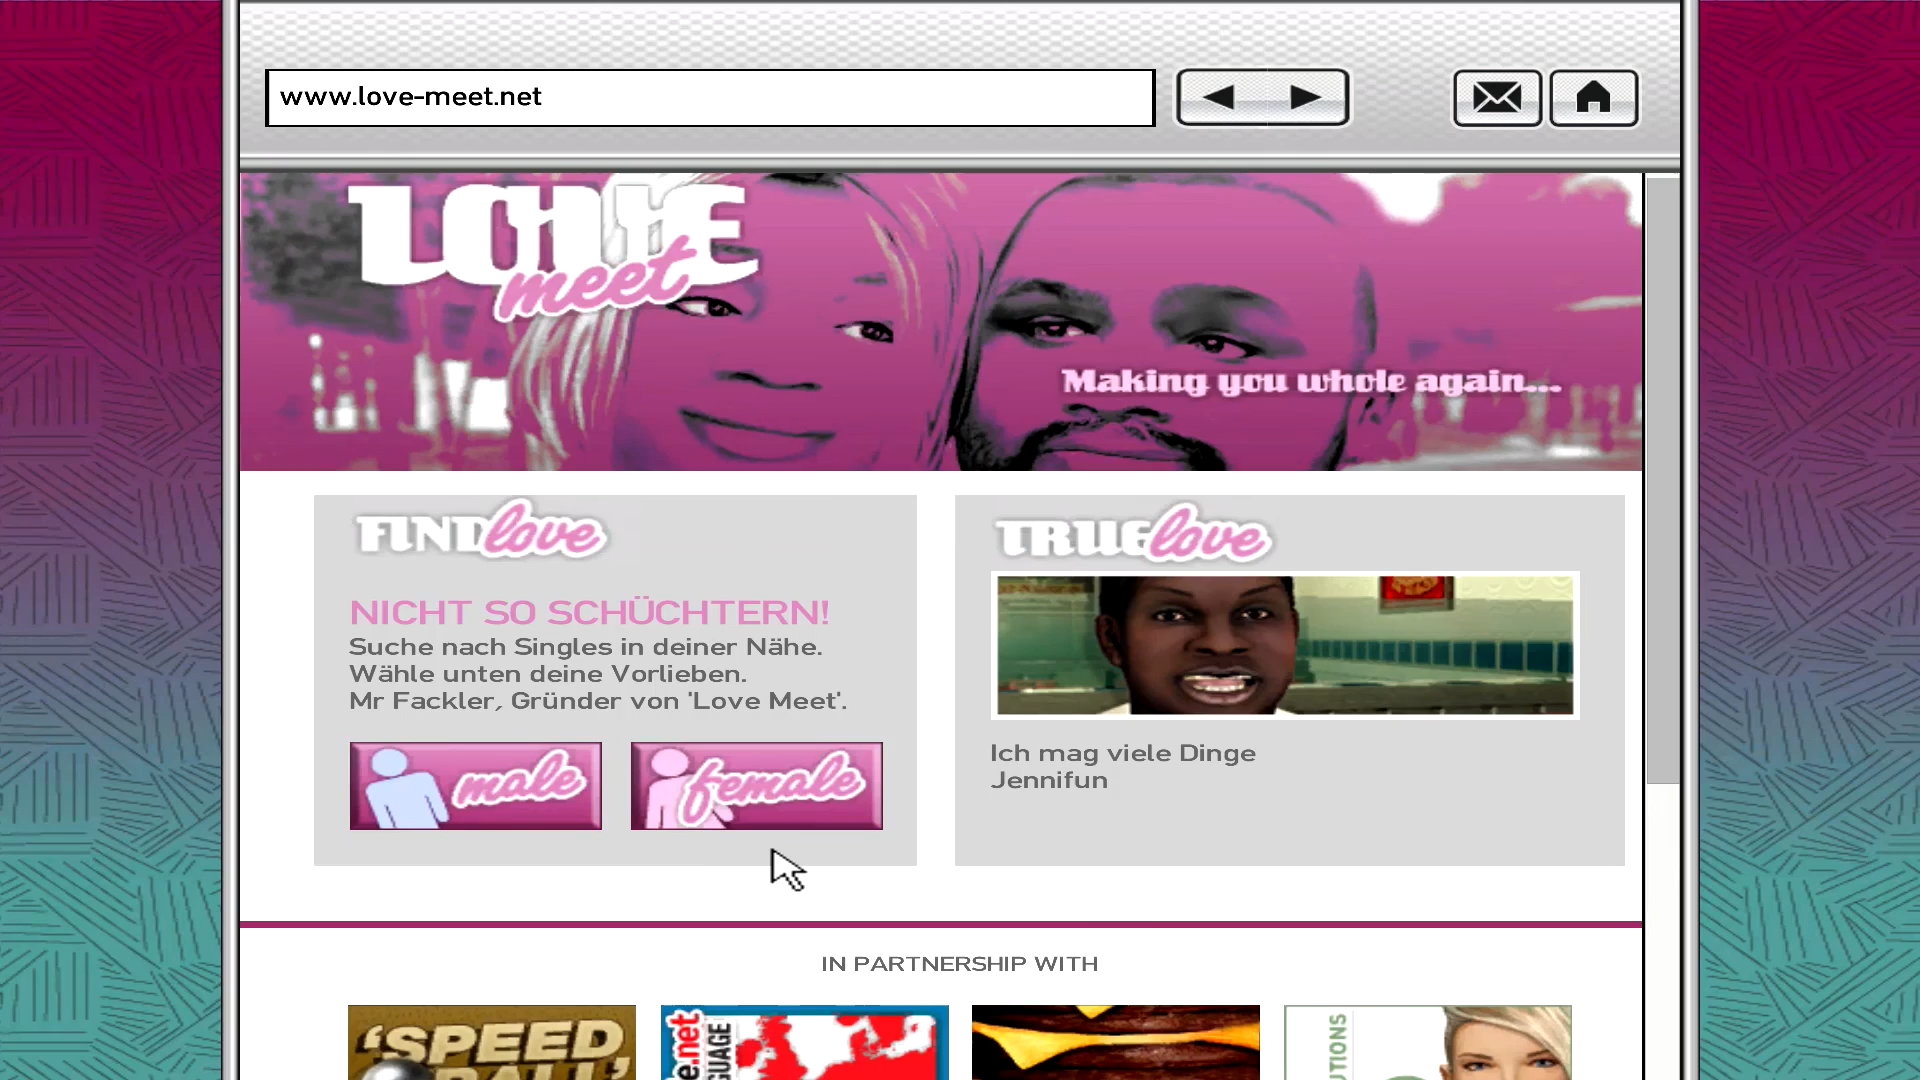 www.love-meet.net
LOVE
meet
Making you whole again...
FIND love
NICHT SO SCHÜCHTERN!
Suche nach Singles in deiner Nähe.
Wähle unten deine Vorlieben.
Mr Fackler, Gründer von 'Love Meet'.
male
female
TRUE love
Ich mag viele Dinge
Jennifun
IN PARTNERSHIP WITH
'SPEED
BALL'